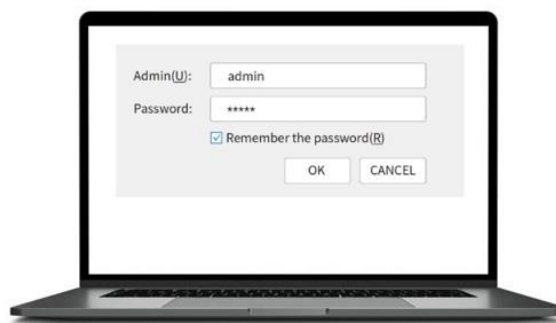 Admin(U): admin
Password: *****
Remember the password(R)
OK CANCEL